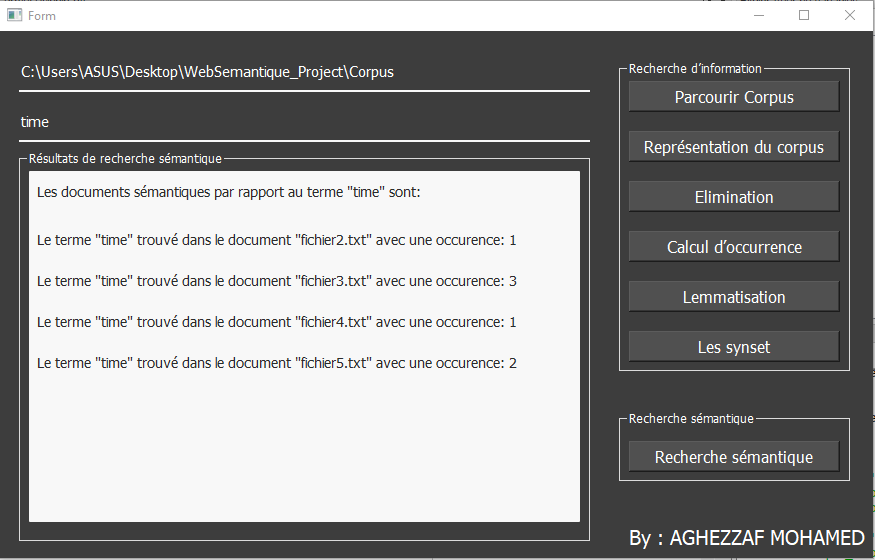 Form
C:\Users\ASUS\Desktop\WebSemantique_Project\Corpus
time
Résultats de recherche sémantique
Les documents sémantiques par rapport au terme "time" sont:
Le terme "time" trouvé dans le document "fichier2.txt" avec une occurence: 1
Le terme "time" trouvé dans le document "fichier3.txt" avec une occurence: 3
Le terme "time" trouvé dans le document "fichier4.txt" avec une occurence: 1
Le terme "time" trouvé dans le document "fichier5.txt" avec une occurence: 2
Recherche d’information
Parcourir Corpus
Représentation du corpus
Elimination
Calcul d’occurrence
Lemmatisation
Les synset
Recherche sémantique
Recherche sémantique
By : AGHEZZAF MOHAMED